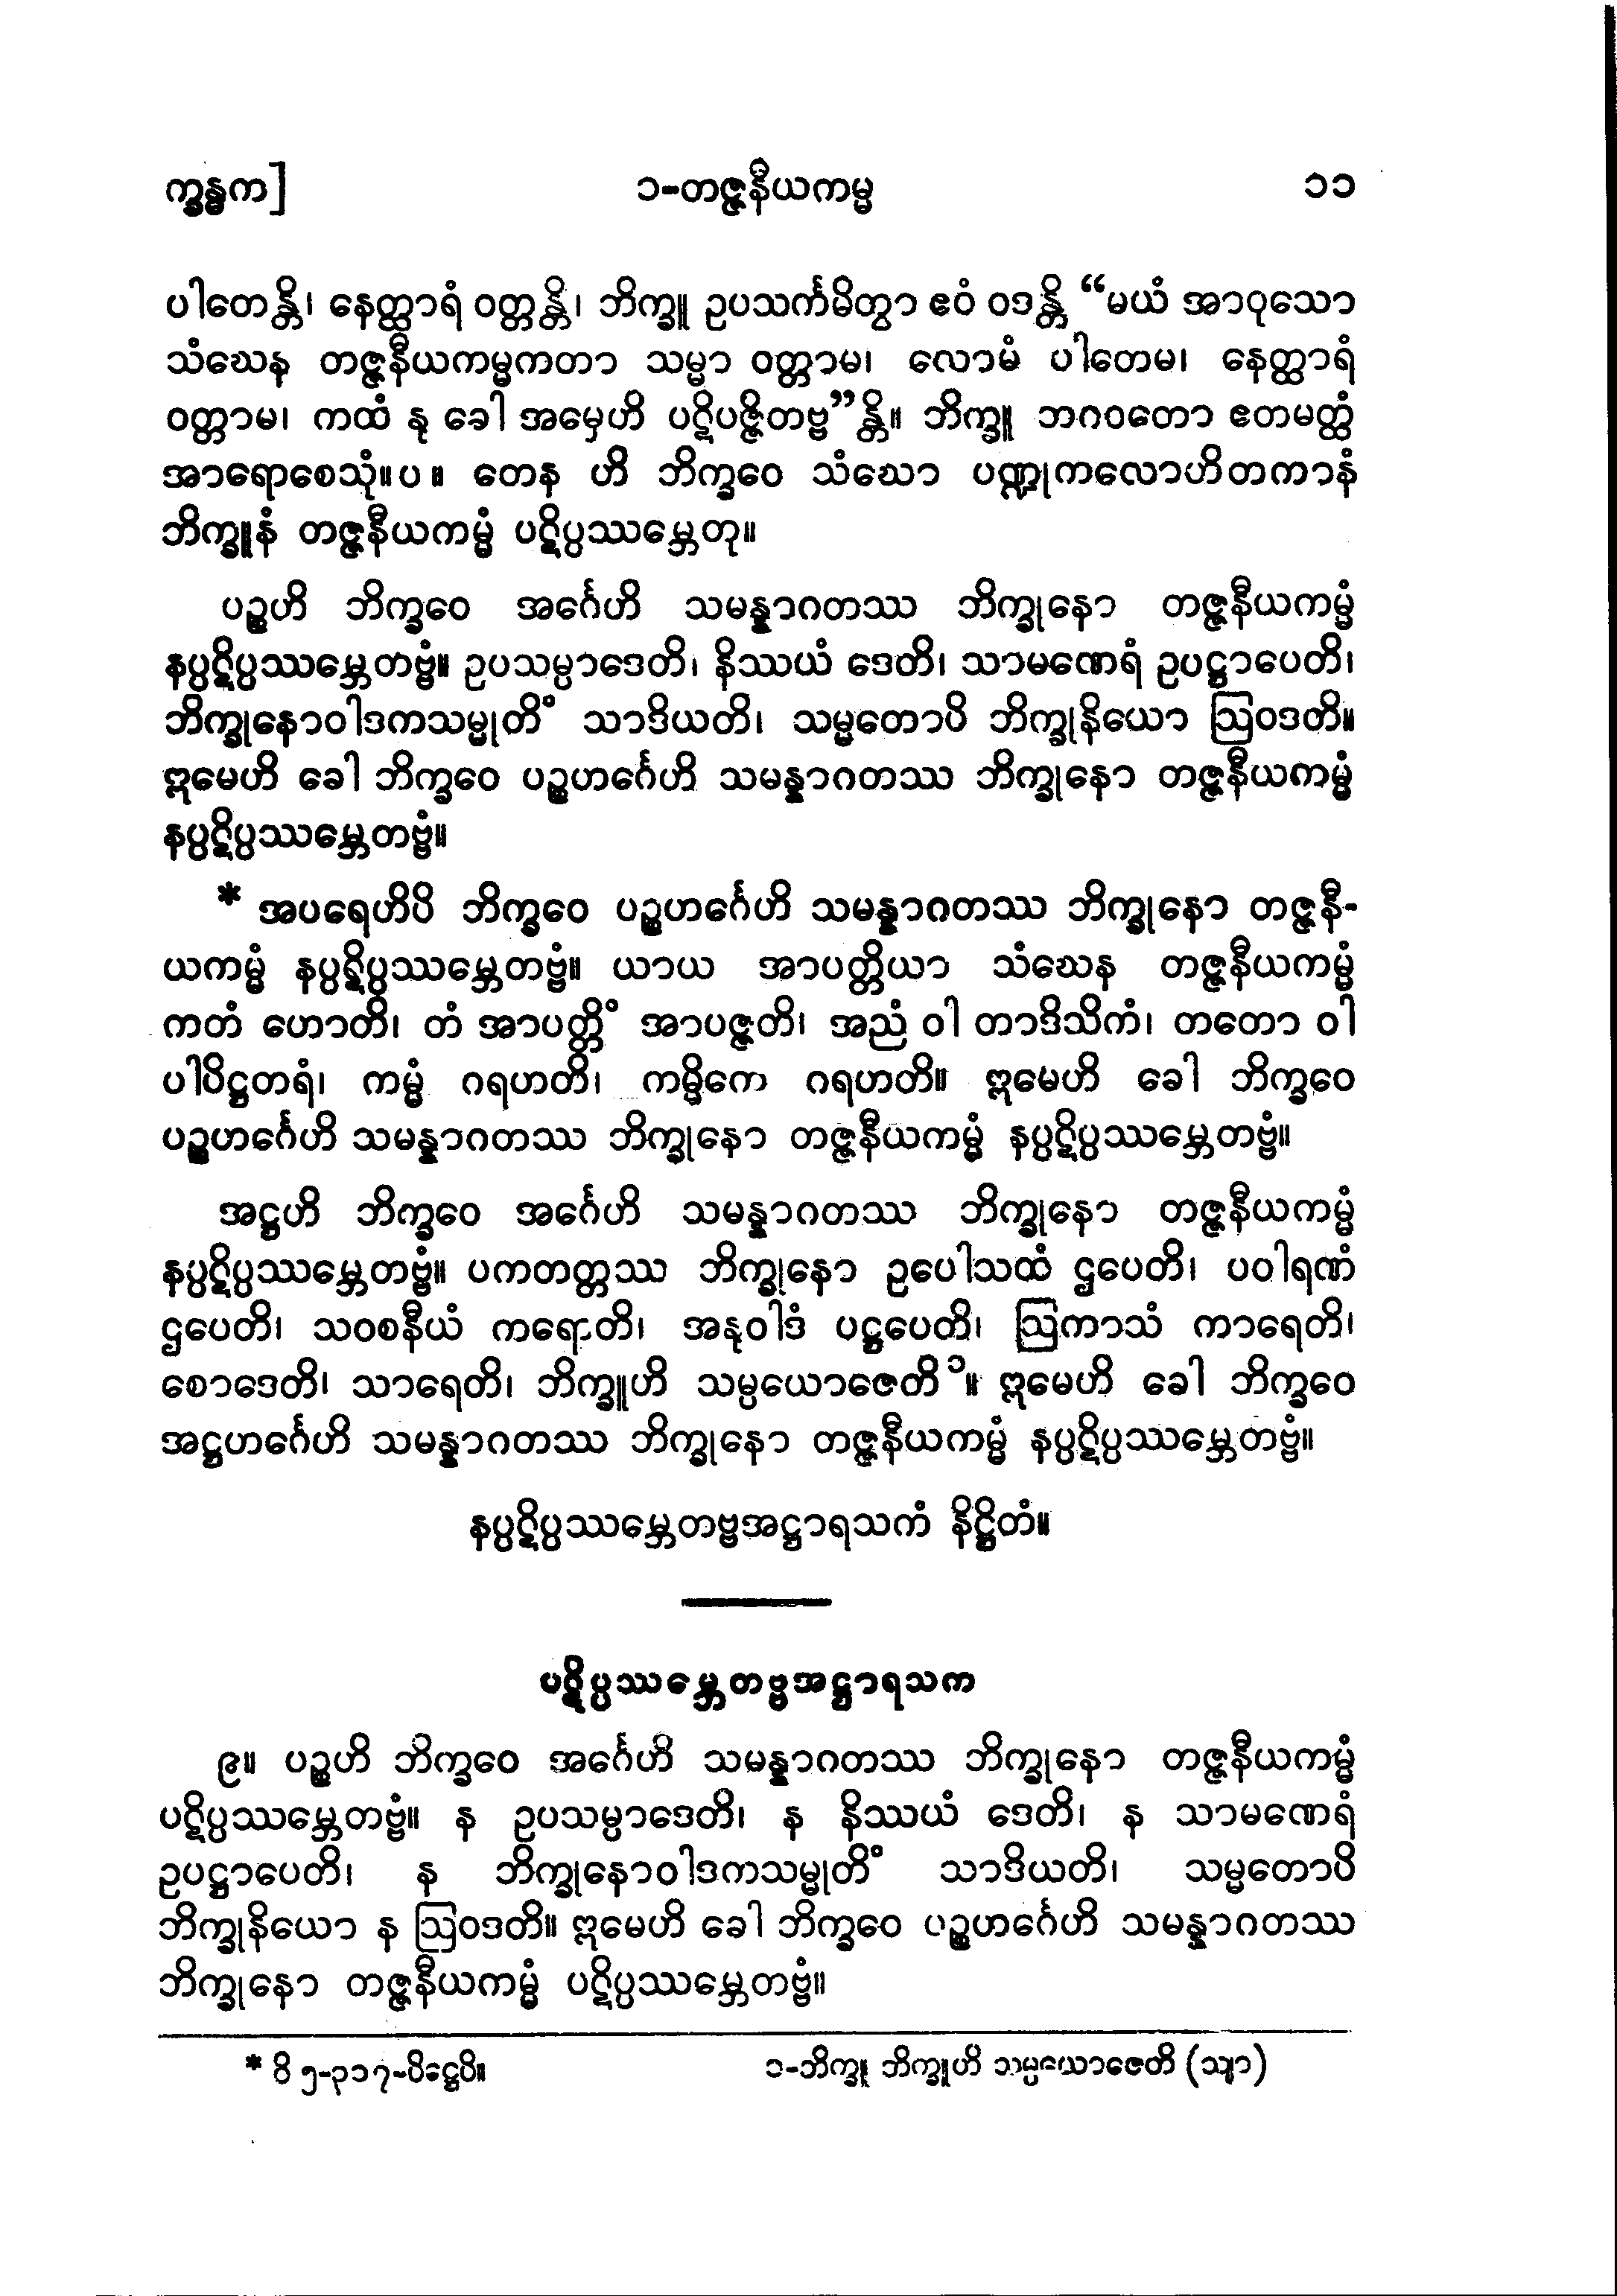 က္ခန္ဓက]
၁-တဇ္ဇနီယကမ္မ
၁၁
ပါတေန္တိ၊ နေတ္ထာရံ ဝတ္တန္တိ၊ ဘိက္ခူ ဥပသင်္ကမိတွာ ဧဝံ ဝဒန္တိ “မယံ အာဝုသော
သံဃေန တဇ္ဇနီယကမ္မကတာ သမ္မာ ဝတ္တာမ၊ လောမံ ပါတေမ၊ နေတ္ထာရံ
ဝတ္တာမ၊ ကထံ နု ခေါ အမှေဟိ ပဋိပဇ္ဇိတဗ္ဗ”န္တိ။ ဘိက္ခူ ဘဂဝတော ဧတမတ္ထံ
အာရောစေသုံ။ပ။ တေန ဟိ ဘိက္ခဝေ သံဃော ပဏ္ဍုကလောဟိတကာနံ
ဘိက္ခူနံ တဇ္ဇနီယကမ္မံ ပဋိပ္ပဿမ္ဘေတု။
ပဉ္စဟိ ဘိက္ခဝေ အင်္ဂေဟိ သမန္နာဂတဿ ဘိက္ခုနော တဇ္ဇနီယကမ္မံ
နပ္ပဋိပ္ပဿမ္ဘေတဗ္ဗံ။ ဥပသမ္ပာဒေတိ၊ နိဿယံ ဒေတိ၊ သာမဏေရံ ဥပဋ္ဌာပေတိ၊
ဘိက္ခုနောဝါဒကသမ္မုတိံ သာဒိယတိ၊ သမ္မတောပိ ဘိက္ခုနိယော ဩဝဒတိ။
ဣမေဟိ ခေါ ဘိက္ခဝေ ပဉ္စဟင်္ဂေဟိ သမန္နာဂတဿ ဘိက္ခုနော တဇ္ဇနီယကမ္မံ
နပ္ပဋိပ္ပဿမ္ဘေတဗ္ဗံ။
* အပရေဟိပိ ဘိက္ခဝေ ပဉ္စဟင်္ဂေဟိ သမန္နာဂတဿ ဘိက္ခုနော တဇ္ဇနီ-
ယကမ္မံ နပ္ပဋိပ္ပဿမ္ဘေတဗ္ဗံ။ ယာယ အာပတ္တိယာ သံဃေန တဇ္ဇနီယကမ္မံ
ကတံ ဟောတိ၊ တံ အာပတ္တိံ အာပဇ္ဇတိ၊ အညံ ဝါ တာဒိသိကံ၊ တတော ဝါ
ပါပိဋ္ဌတရံ၊ ကမ္မံ ဂရဟတိ၊ ကမ္မိကေ ဂရဟတိ။ ဣမေဟိ ခေါ ဘိက္ခဝေ
ပဉ္စဟင်္ဂေဟိ သမန္နာဂတဿ ဘိက္ခုနော တဇ္ဇနီယကမ္မံ နပ္ပဋိပ္ပဿမ္ဘေတဗ္ဗံ။
အဋ္ဌဟိ ဘိက္ခဝေ အင်္ဂေဟိ သမန္နာဂတဿ ဘိက္ခုနော တဇ္ဇနီယကမ္မံ
နပ္ပဋိပ္ပဿမ္ဘေတဗ္ဗံ။ ပကတတ္တဿ ဘိက္ခုနော ဥပေါသထံ ဌပေတိ၊ ပဝါရဏံ
ဌပေတိ၊ သဝစနီယံ ကရောတိ၊ အနုဝါဒံ ပဋ္ဌပေတိ၊ ဩကာသံ ကာရေတိ၊
စောဒေတိ၊ သာရေတိ၊ ဘိက္ခူဟိ သမ္ပယောဇေတိ၁။ ဣမေဟိ ခေါ ဘိက္ခဝေ
အဋ္ဌဟင်္ဂေဟိ သမန္နာဂတဿ ဘိက္ခုနော တဇ္ဇနီယကမ္မံ နပ္ပဋိပ္ပဿမ္ဘေတဗ္ဗံ။
နပ္ပဋိပ္ပဿမ္ဘေတဗ္ဗအဋ္ဌာရသကံ နိဋ္ဌိတံ။
ပဋိပ္ပဿမ္ဘေတဗ္ဗအဋ္ဌာရသက
၉။ ပဉ္စဟိ ဘိက္ခဝေ အင်္ဂေဟိ သမန္နာဂတဿ ဘိက္ခုနော တဇ္ဇနီယကမ္မံ
ပဋိပ္ပဿမ္ဘေတဗ္ဗံ။ န ဥပသမ္ပာဒေတိ၊ န နိဿယံ ဒေတိ၊ န သာမဏေရံ
ဥပဋ္ဌာပေတိ၊ န ဘိက္ခုနောဝါဒကသမ္မုတိံ သာဒိယတိ၊ သမ္မတောပိ
ဘိက္ခုနိယော န ဩဝဒတိ။ ဣမေဟိ ခေါ ဘိက္ခဝေ ပဉ္စဟင်္ဂေဟိ သမန္နာဂတဿ
ဘိက္ခုနော တဇ္ဇနီယကမ္မံ ပဋိပ္ပဿမ္ဘေတဗ္ဗံ။
* ဝိ ၅-၃၁၇-ပိဋ္ဌေပိ။
၁-ဘိက္ခူ ဘိက္ခူဟိ သမ္ပယောဇေတိ (သျာ)